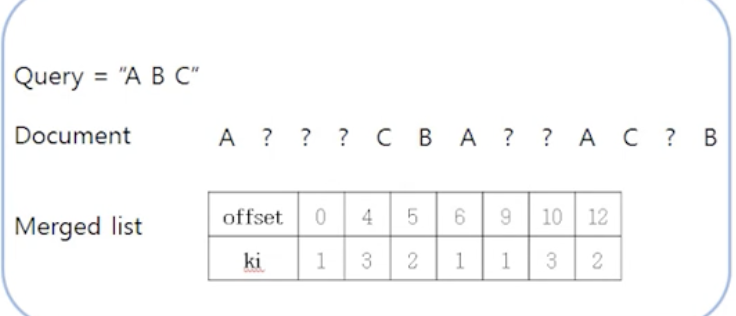 Query = "A B C"
Document A ? ? ? C B A ? ? A C ? B
Merged list
offset 0 4 5 6 9 10 12
ki 1 3 2 1 1 3 2